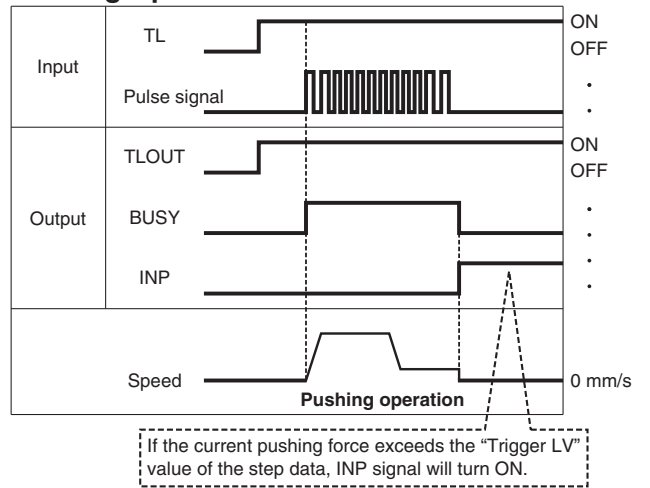 Input
TL
ON
OFF
Pulse signal
Output
TLOUT
ON
OFF
BUSY
INP
Speed
0 mm/s
Pushing operation
If the current pushing force exceeds the “Trigger LV”
value of the step data, INP signal will turn ON.